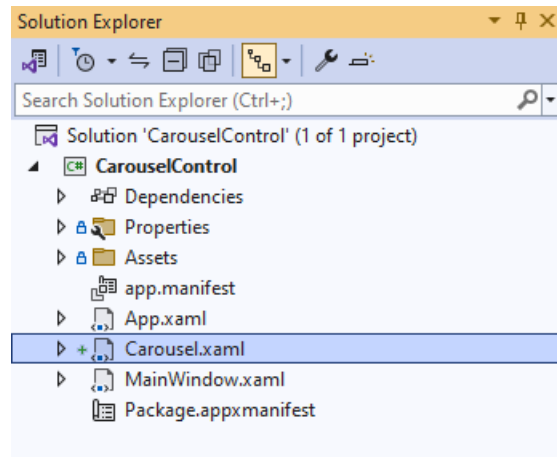 Solution Explorer
Search Solution Explorer (Ctrl+;)
Solution 'CarouselControl' (1 of 1 project)
C# CarouselControl
Dependencies
Properties
Assets
app.manifest
App.xaml
Carousel.xaml
MainWindow.xaml
Package.appxmanifest